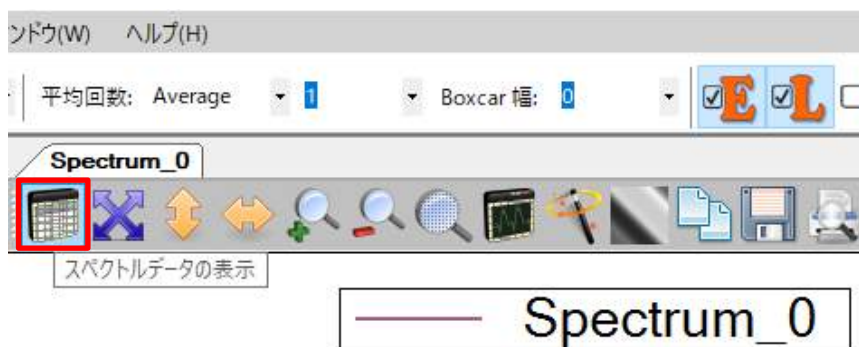 ンドウ(W) ヘルプ(H)
平均回数: Average 1 Boxcar 幅: 0 E L
Spectrum_0
スペクトルデータの表示
Spectrum_0